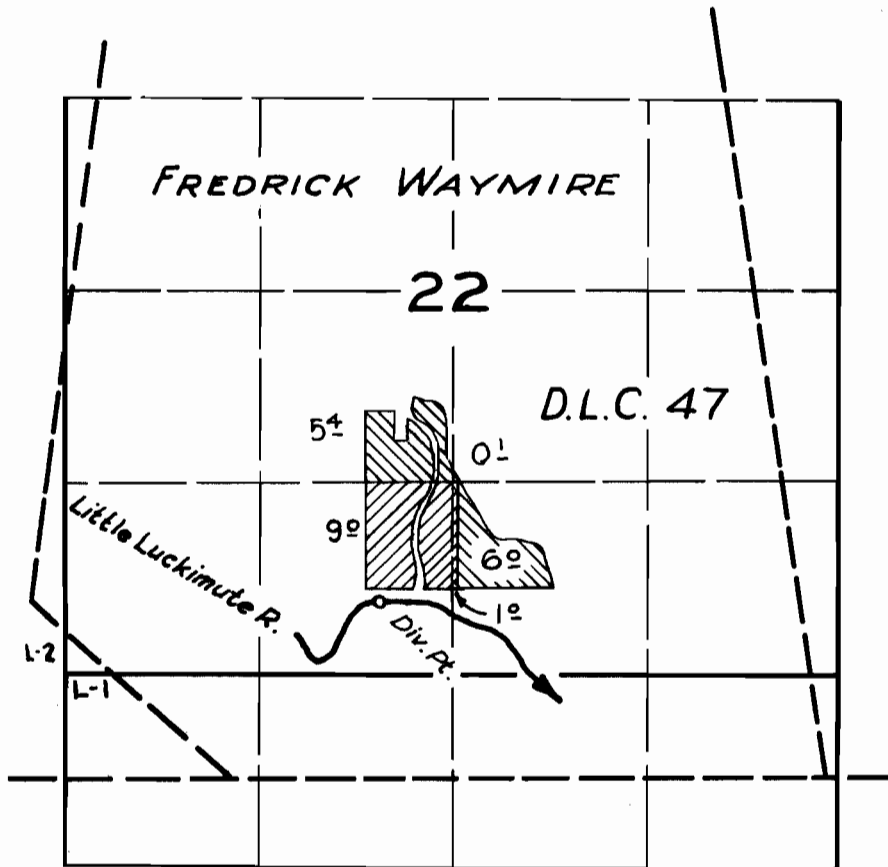 FREDRICK WAYMIRE
22
D.L.C. 47
5 4
0 1
9 0
6 0
1 0
Little Luckimute R.
Div. Pt.
L-2
L-1